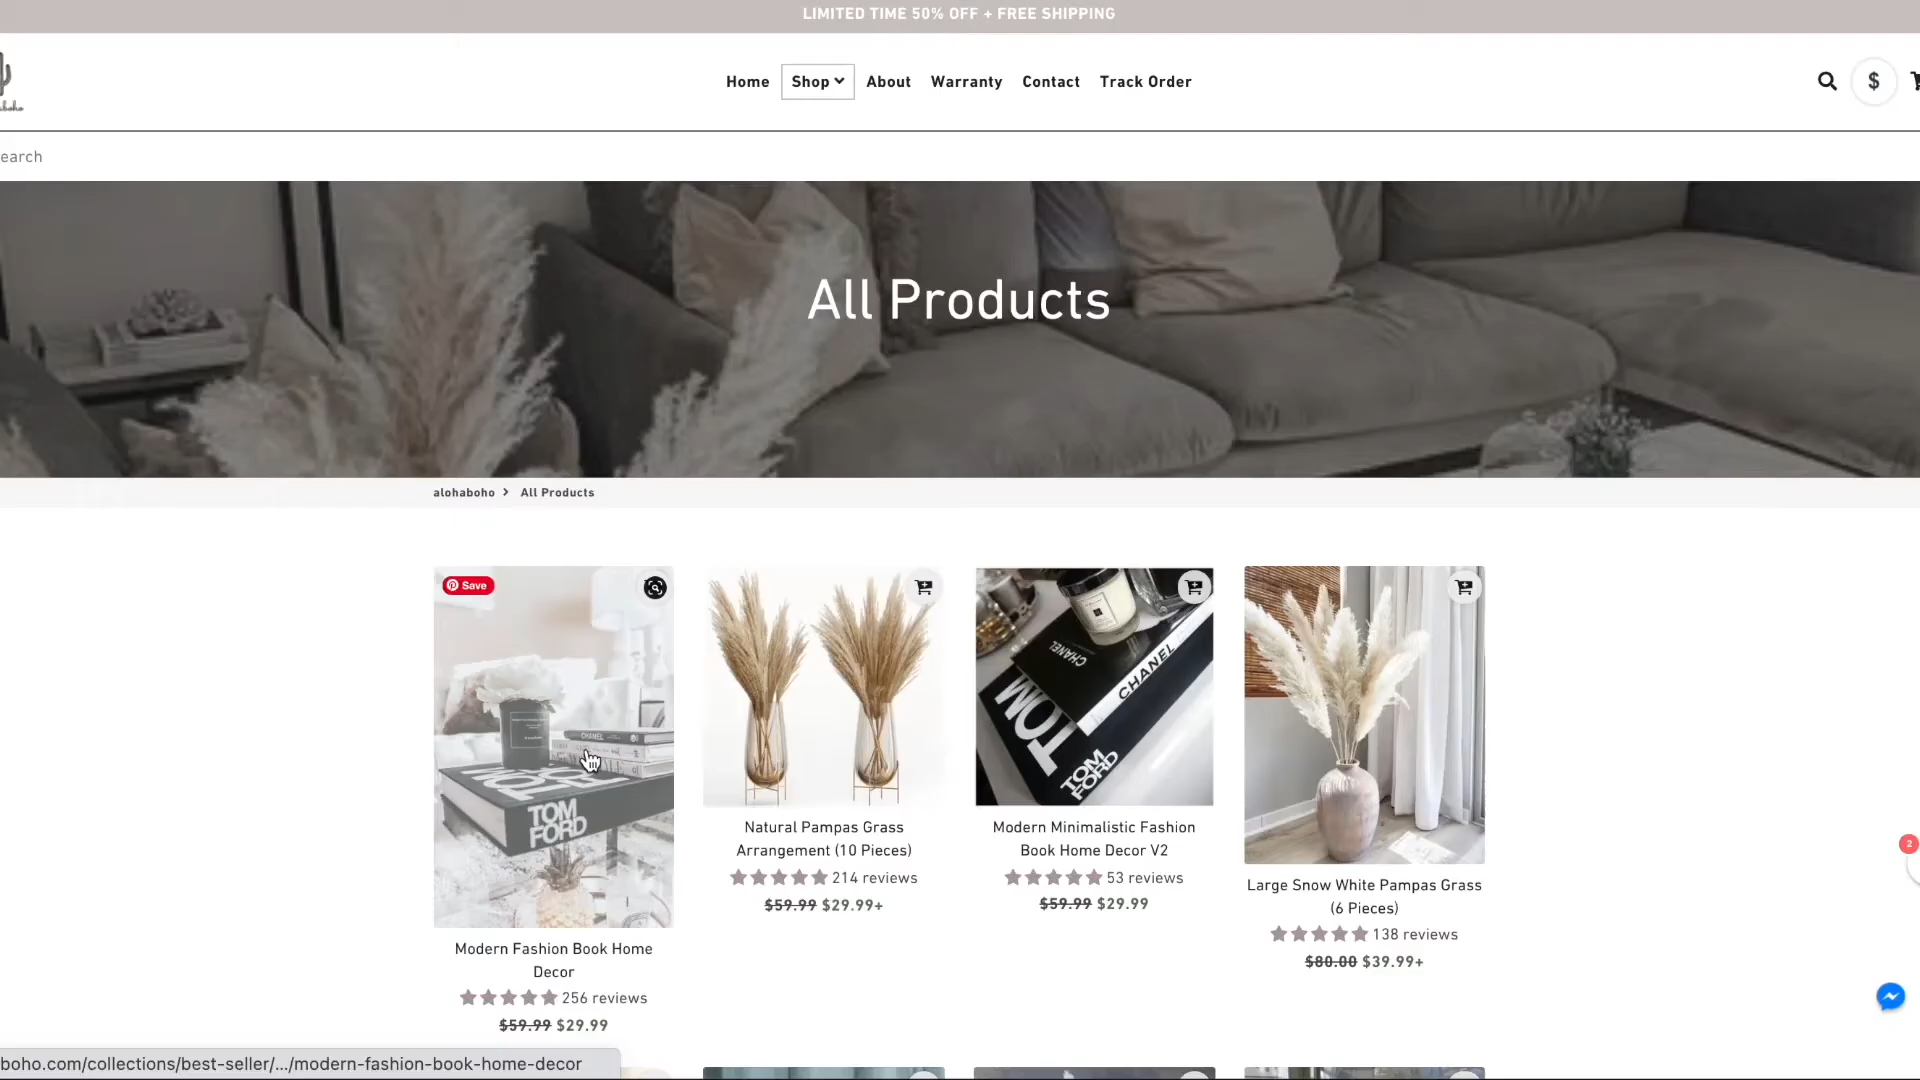 LIMITED TIME 50% OFF + FREE SHIPPING
Home Shop About Warranty Contact Track Order
$
earch
All Products
alohaboho > All Products
Save
CHANEL
TOM
TOM
FORD
CHANEL
CHANEL
TOM
TOM
FORD
Natural Pampas Grass
Arrangement (10 Pieces)
214 reviews
$59.99 $29.99+
Modern Minimalistic Fashion
Book Home Decor V2
53 reviews
$59.99 $29.99
Large Snow White Pampas Grass
(6 Pieces)
138 reviews
$80.00 $39.99+
Modern Fashion Book Home
Decor
256 reviews
$59.99 $29.99
2
boho.com/collections/best-seller/.../modern-fashion-book-home-decor